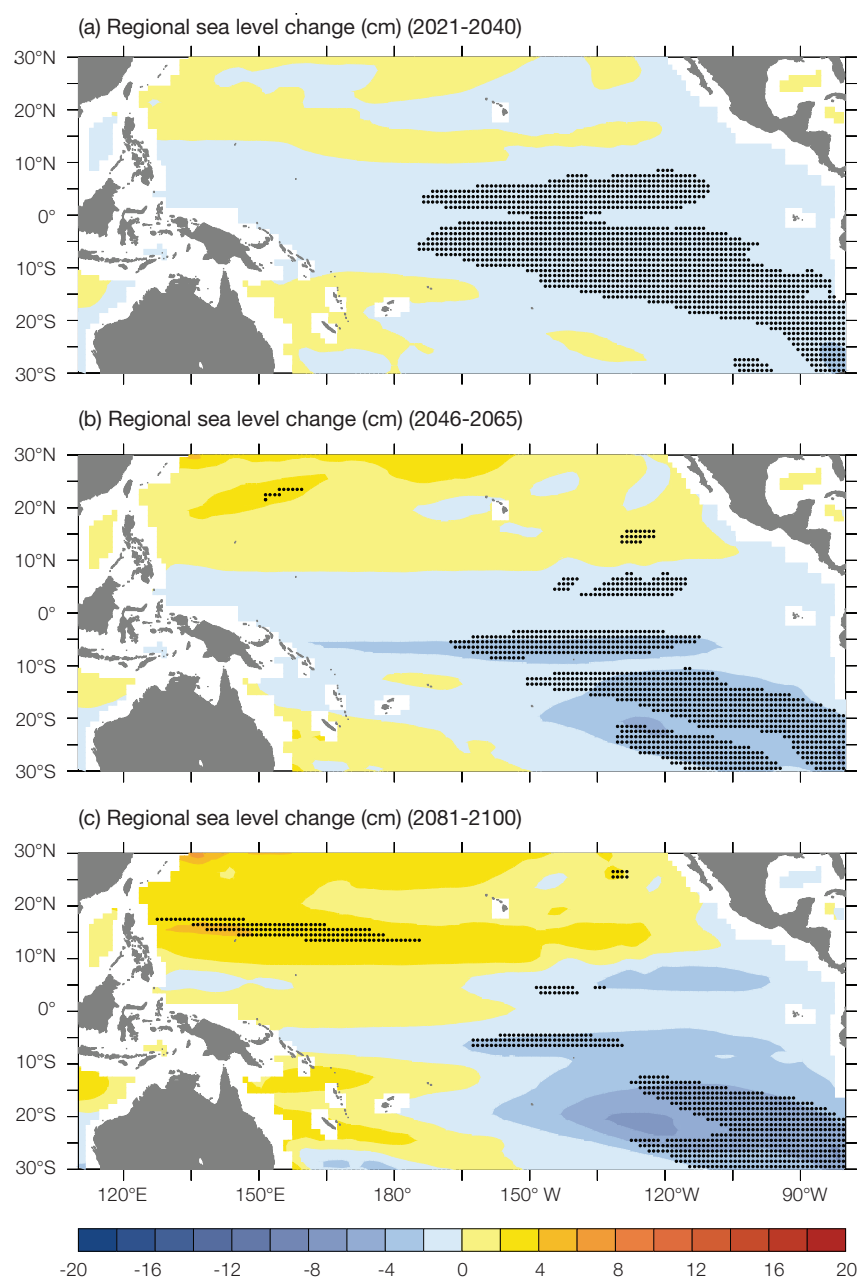 (a) Regional sea level change (cm) (2021-2040)
30°N
20°N
10°N
0°
10°S
20°S
30°S
(b) Regional sea level change (cm) (2046-2065)
30°N
20°N
10°N
0°
10°S
20°S
30°S
(c) Regional sea level change (cm) (2081-2100)
30°N
20°N
10°N
0°
10°S
20°S
30°S
120°E 150°E 180° 150° W 120°W 90°W
-20 -16 -12 -8 -4 0 4 8 12 16 20